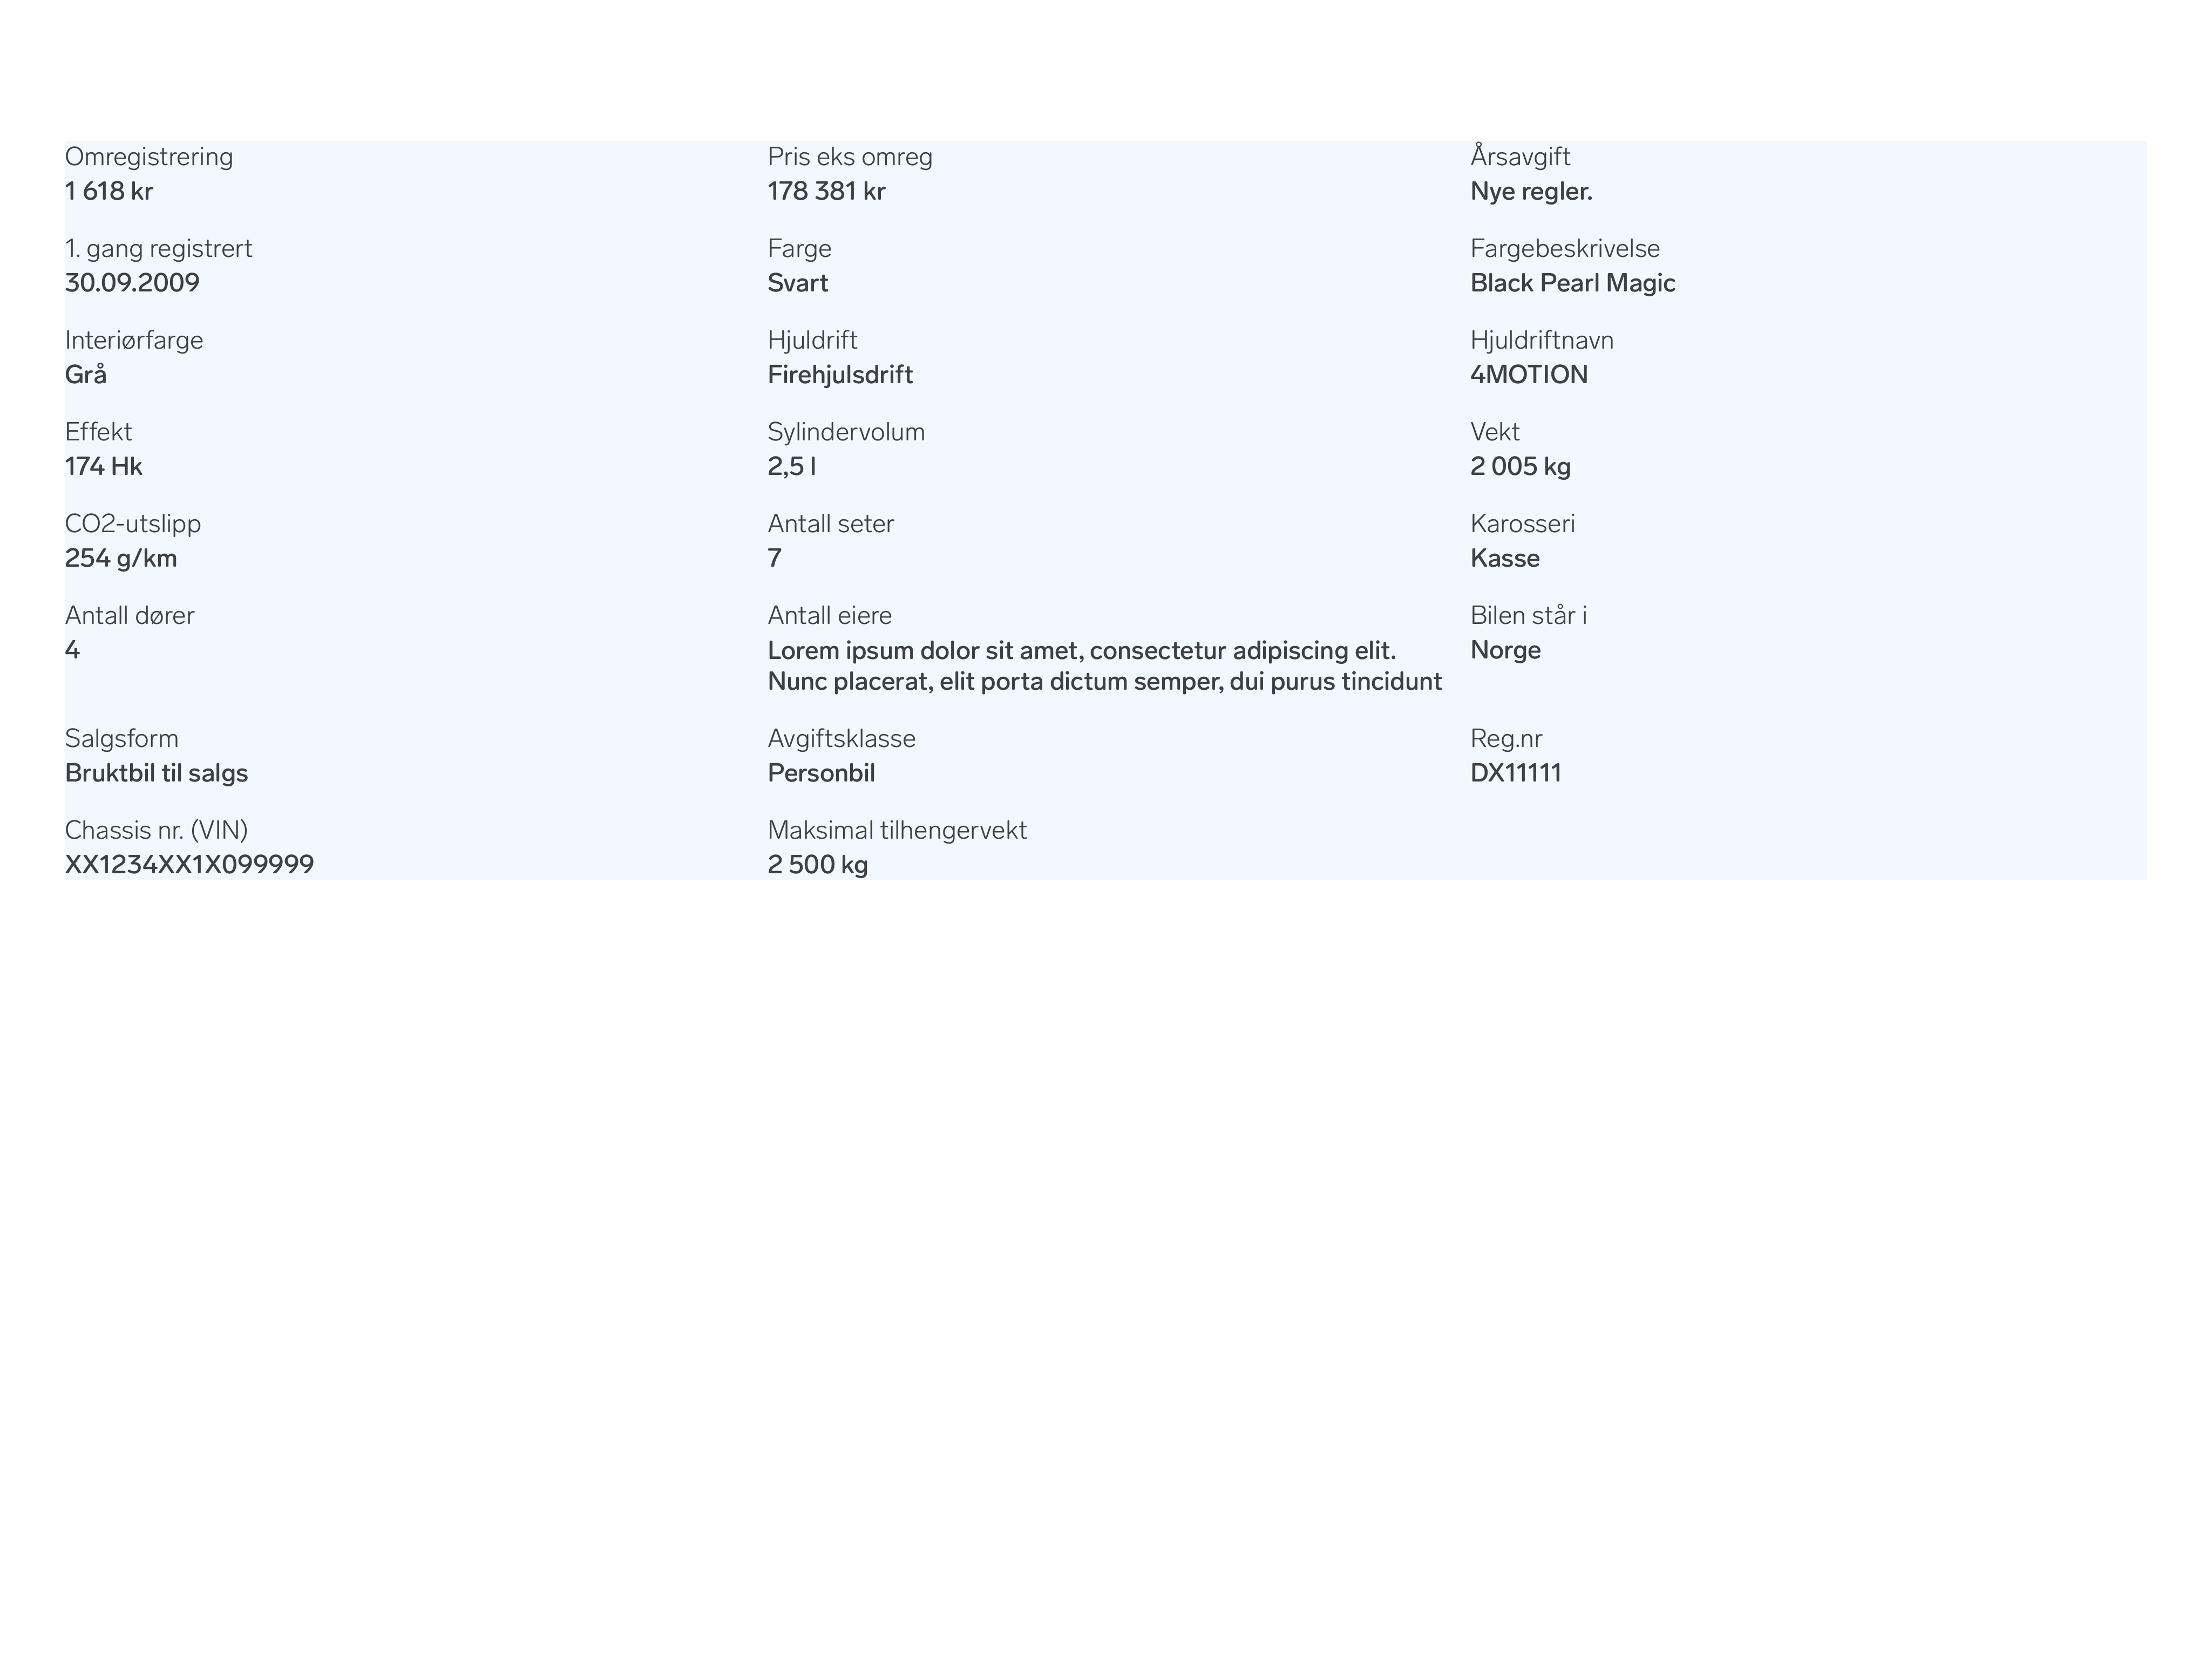 Omregistrering
1 618 kr
Pris eks omreg
178 381 kr
Årsavgift
Nye regler.
1. gang registrert
30.09.2009
Farge
Svart
Fargebeskrivelse
Black Pearl Magic
Interiørfarge
Grå
Hjuldrift
Firehjulsdrift
Hjuldriftnavn
4MOTION
Effekt
174 Hk
Sylindervolum
2,5 l
Vekt
2 005 kg
CO2-utslipp
254 g/km
Antall seter
7
Karosseri
Kasse
Antall dører
4
Antall eiere
Lorem ipsum dolor sit amet, consectetur adipiscing elit.
Nunc placerat, elit porta dictum semper, dui purus tincidunt
Bilen står i
Norge
Salgsform
Bruktbil til salgs
Avgiftsklasse
Personbil
Reg.nr
DX11111
Chassis nr. (VIN)
XX1234XX1X099999
Maksimal tilhengervekt
2 500 kg